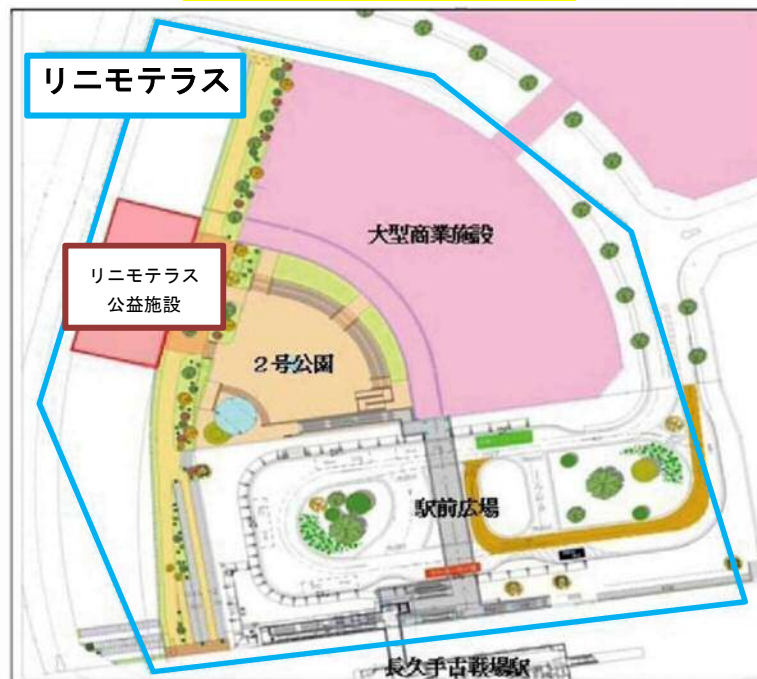 リニモテラス
大型商業施設
リニモテラス
公益施設
２号公園
駅前広場
長久手古戦場駅